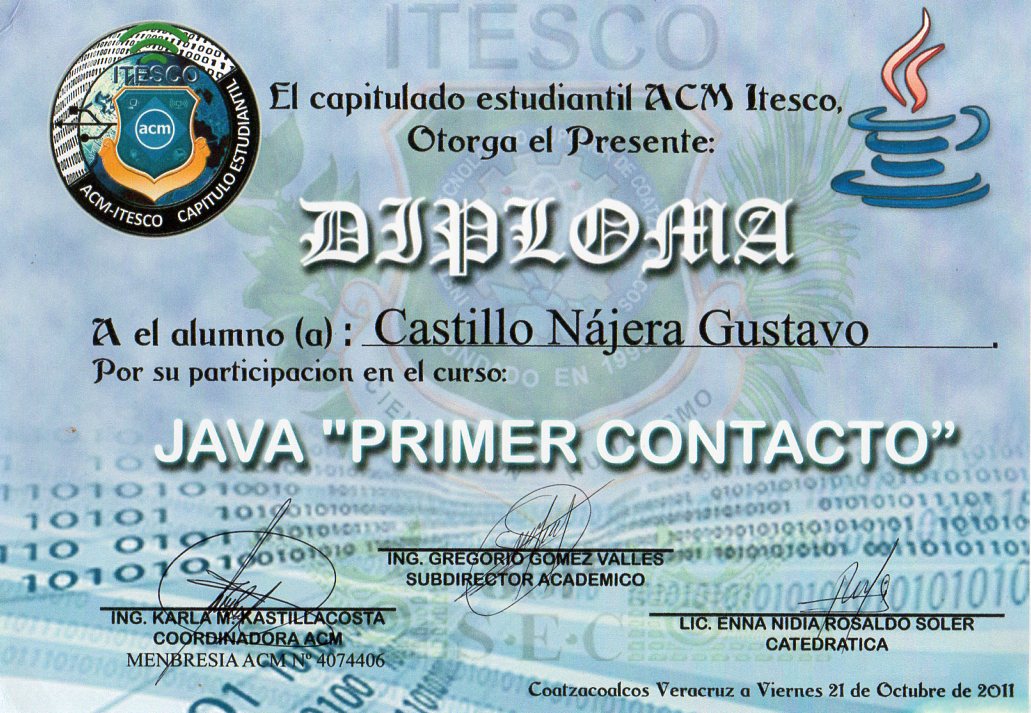 ITESCO
ITESCO
acm
ACM-ITESCO CAPITULO ESTUDIANTIL
El capitulado estudiantil ACM Itesco,
Otorga el Presente:
DIPLOMA
A el alumno (a) : Castillo Nájera Gustavo.
Por su participacion en el curso:
FUNDADO EN 199
JAVA "PRIMER CONTACTO”
ING. GREGORIO GOMEZ VALLES
SUBDIRECTOR ACADEMICO
ING. KARLA M. KASTILLACOSTA
COORDINADORA ACM
MENBRESIA ACM Nº 4074406
LIC. ENNA NIDIA ROSALDO SOLER
CATEDRATICA
S·E·C
Coatzacoalcos Veracruz a Viernes 21 de Octubre de 2011